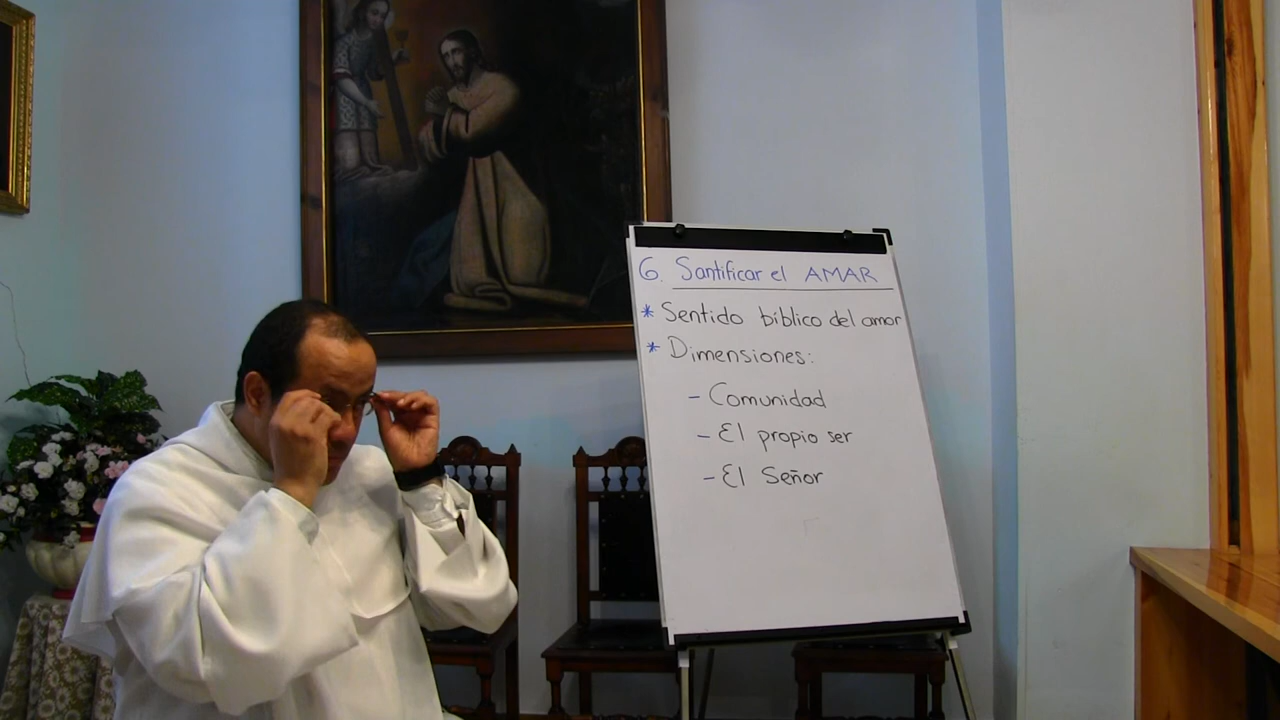 6. Santificar el AMAR
* Sentido bíblico del amor
* Dimensiones:
- Comunidad
- El propio ser
- El Señor